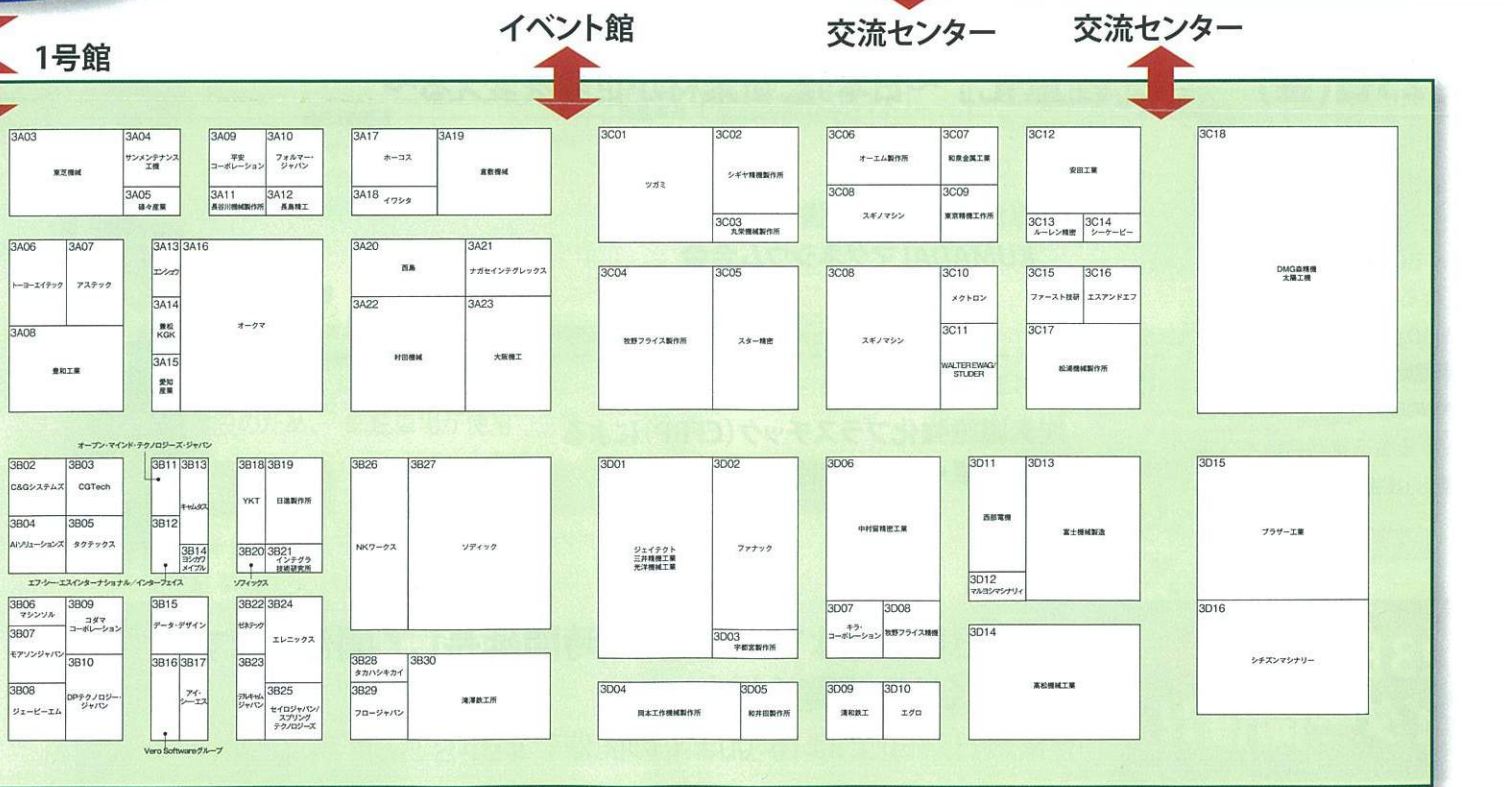 イベント館
交流センター
交流センター
1号館
3A03
東芝機械
3A04
サンメンテナンス
工機
3A05
碌々産業
3A09
平安
コーポレーション
3A10
フォルマー・
ジャパン
3A11
長谷川機械製作所
3A12
長島精工
3A17
ホーコス
3A18
イワシタ
3A19
倉敷機械
3C01
ツガミ
3C02
シギヤ精機製作所
3C03
丸栄機械製作所
3C06
オーエム製作所
3C07
和泉金属工業
3C08
スギノマシン
3C09
東京精機工作所
3C12
安田工業
3C13
ルーレン精密
3C14
シーケービー
3C18
DMG森精機
太陽工機
3A06
トーヨーエイテック
3A07
アステック
3A08
豊和工業
3A13
エンシュウ
3A14
豊松
KGK
3A15
愛知
産業
3A16
オークマ
3A20
西島
3A21
ナガセインテグレックス
3A22
村田機械
3A23
大阪機工
3C04
牧野フライス製作所
3C05
スター精密
3C08
スギノマシン
3C10
メクトロン
3C11
WALTER EWAG/
STUDER
3C15
ファースト技研
3C16
エスアンドエフ
3C17
松浦機械製作所
オープン・マインド・テクノロジーズ・ジャパン
3B02
C&Gシステムズ
3B03
CGTech
3B04
AIソリューションズ
3B05
タクテックス
3B11
3B12
3B13
キャムタス
3B14
ヨシカワ
メイプル
エフ・シー・エスインターナショナル/インターフェイス
3B18
YKT
3B19
日進製作所
3B20
3B21
インテグラ
技術研究所
ソフィックス
3B26
NKワークス
3B27
ソディック
3D01
ジェイテクト
三井精機工業
光洋機械工業
3D02
ファナック
3D03
宇都宮製作所
3D06
中村留精密工業
3D07
キラ・
コーポレーション
3D08
牧野フライス精機
3D11
西部電機
3D12
マルヨシマシナリィ
3D13
富士機械製造
3D15
ブラザー工業
3D16
シチズンマシナリー
3B06
マシンソル
3B07
モアソンジャパン
3B08
ジェービーエム
3B09
コダマ
コーポレーション
3B10
DPテクノロジー・
ジャパン
3B15
データ・デザイン
3B16
3B17
アイ・
シー・エス
Vero Softwareグループ
3B22
ゼネテック
3B23
デルキャム
ジャパン
3B24
エレニックス
3B25
セイロジャパン/
スプリング
テクノロジーズ
3B28
タカハシキカイ
3B29
フロージャパン
3B30
滝澤鉄工所
3D04
岡本工作機械製作所
3D05
和井田製作所
3D09
浦和鉄工
3D10
エグロ
3D14
高松機械工業